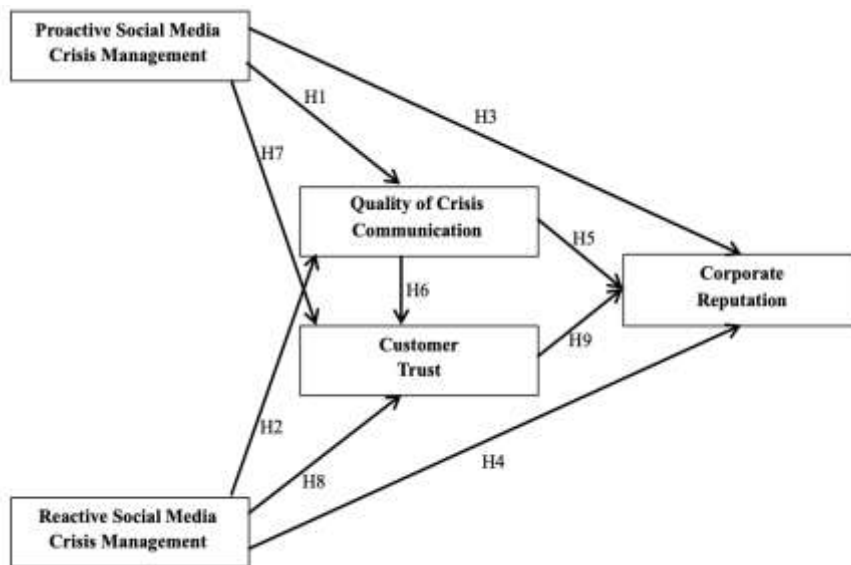 Proactive Social Media
Crisis Management
H1
H3
H7
Quality of Crisis
Communication
H5
Corporate
Reputation
H6
Customer
Trust
H9
H2
H8
H4
Reactive Social Media
Crisis Management